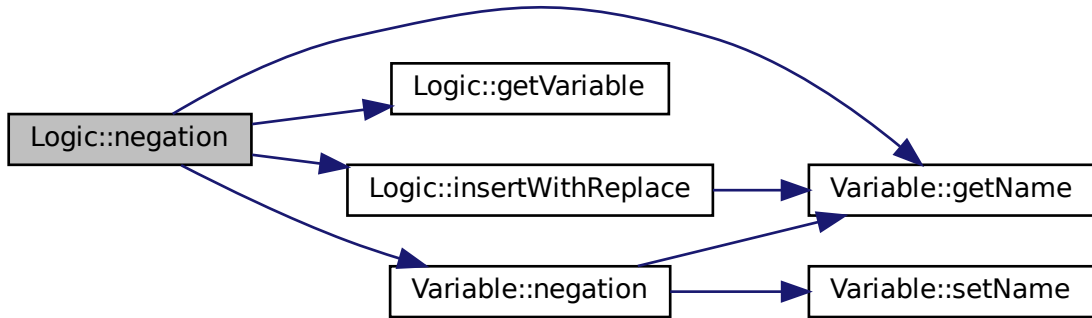 Logic::getVariable
Logic::negation
Logic::insertWithReplace
Variable::getName
Variable::negation
Variable::setName